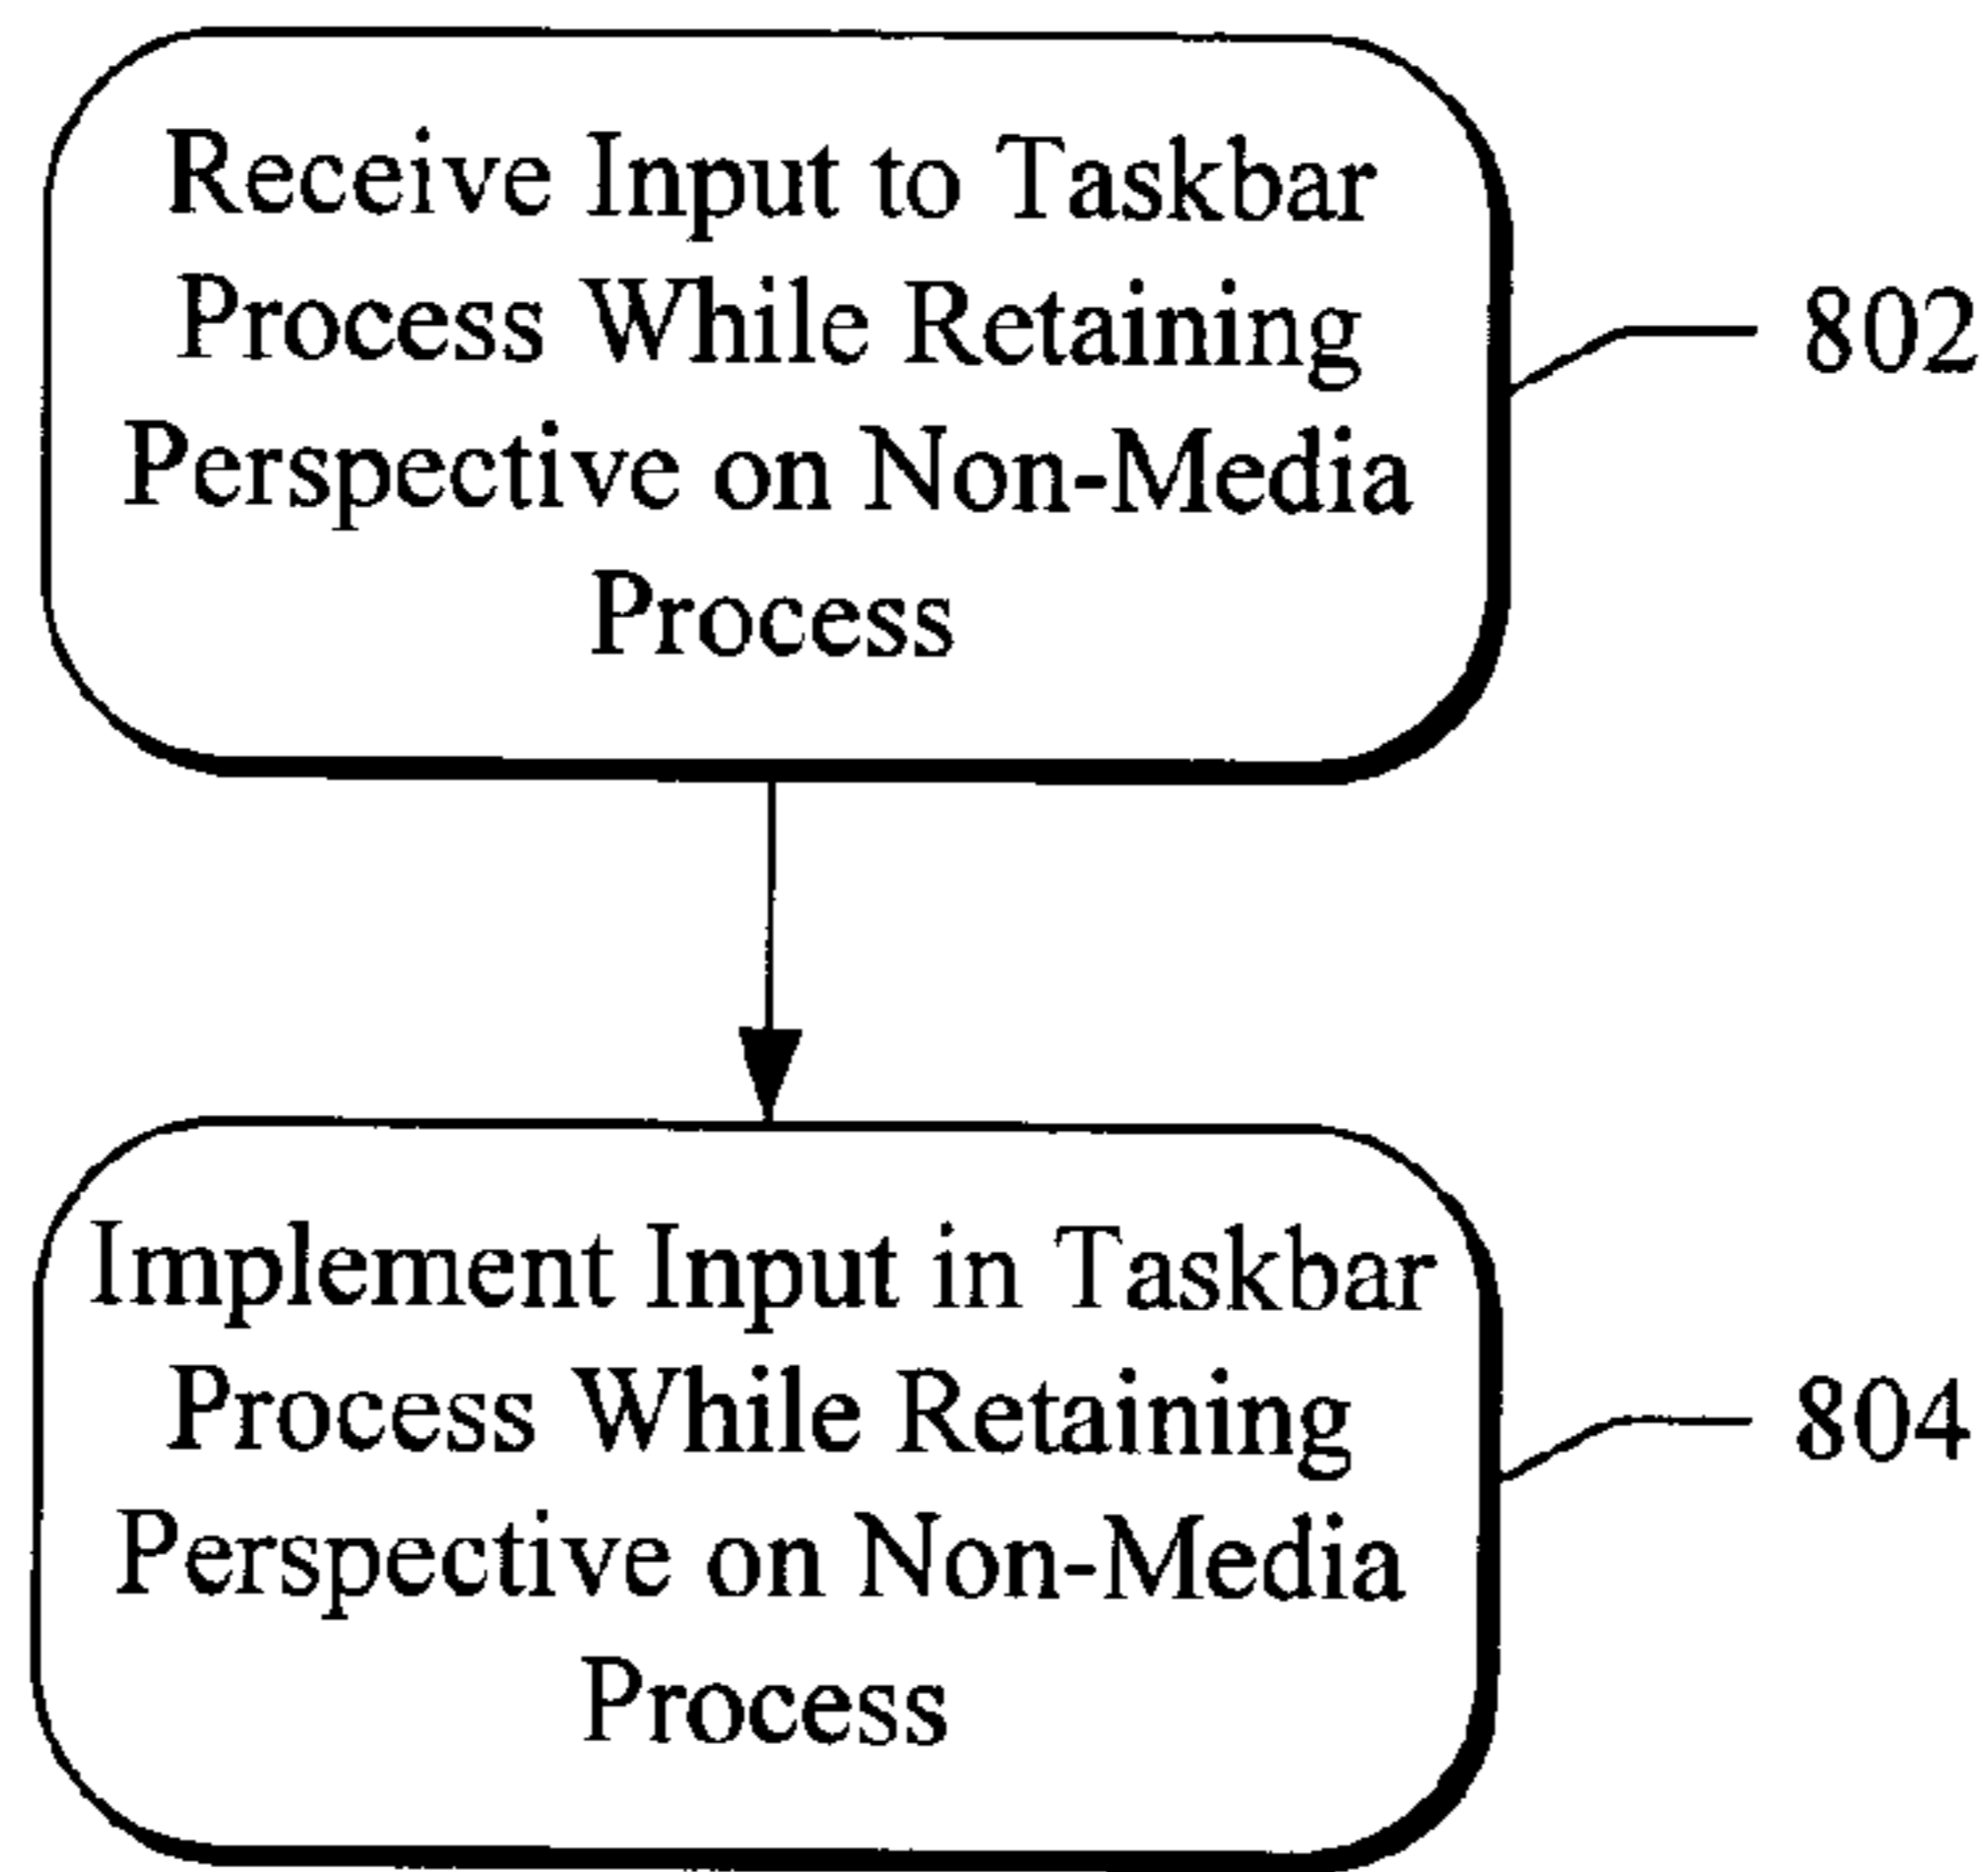 Receive Input to Taskbar
Process While Retaining
Perspective on Non-Media
Process
802
Implement Input in Taskbar
Process While Retaining
Perspective on Non-Media
Process
804